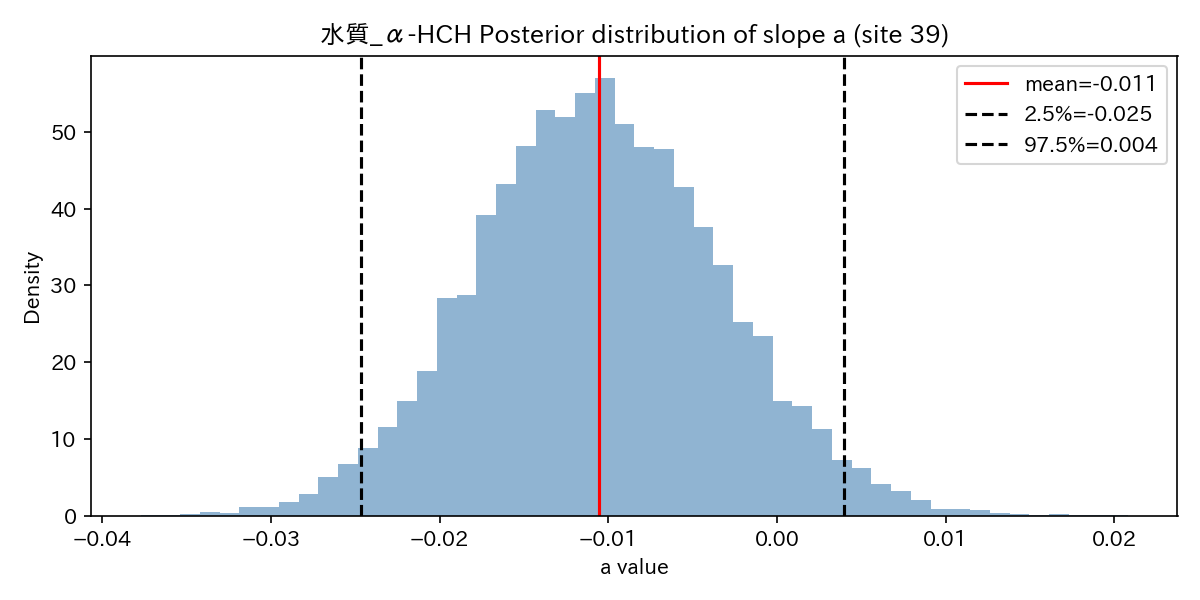 水質_α-HCH Posterior distribution of slope a (site 39)
mean=-0.011
2.5%=-0.025
97.5%=0.004
Density
50
40
30
20
10
0
−0.04 −0.03 −0.02 −0.01 0.00 0.01 0.02
a value